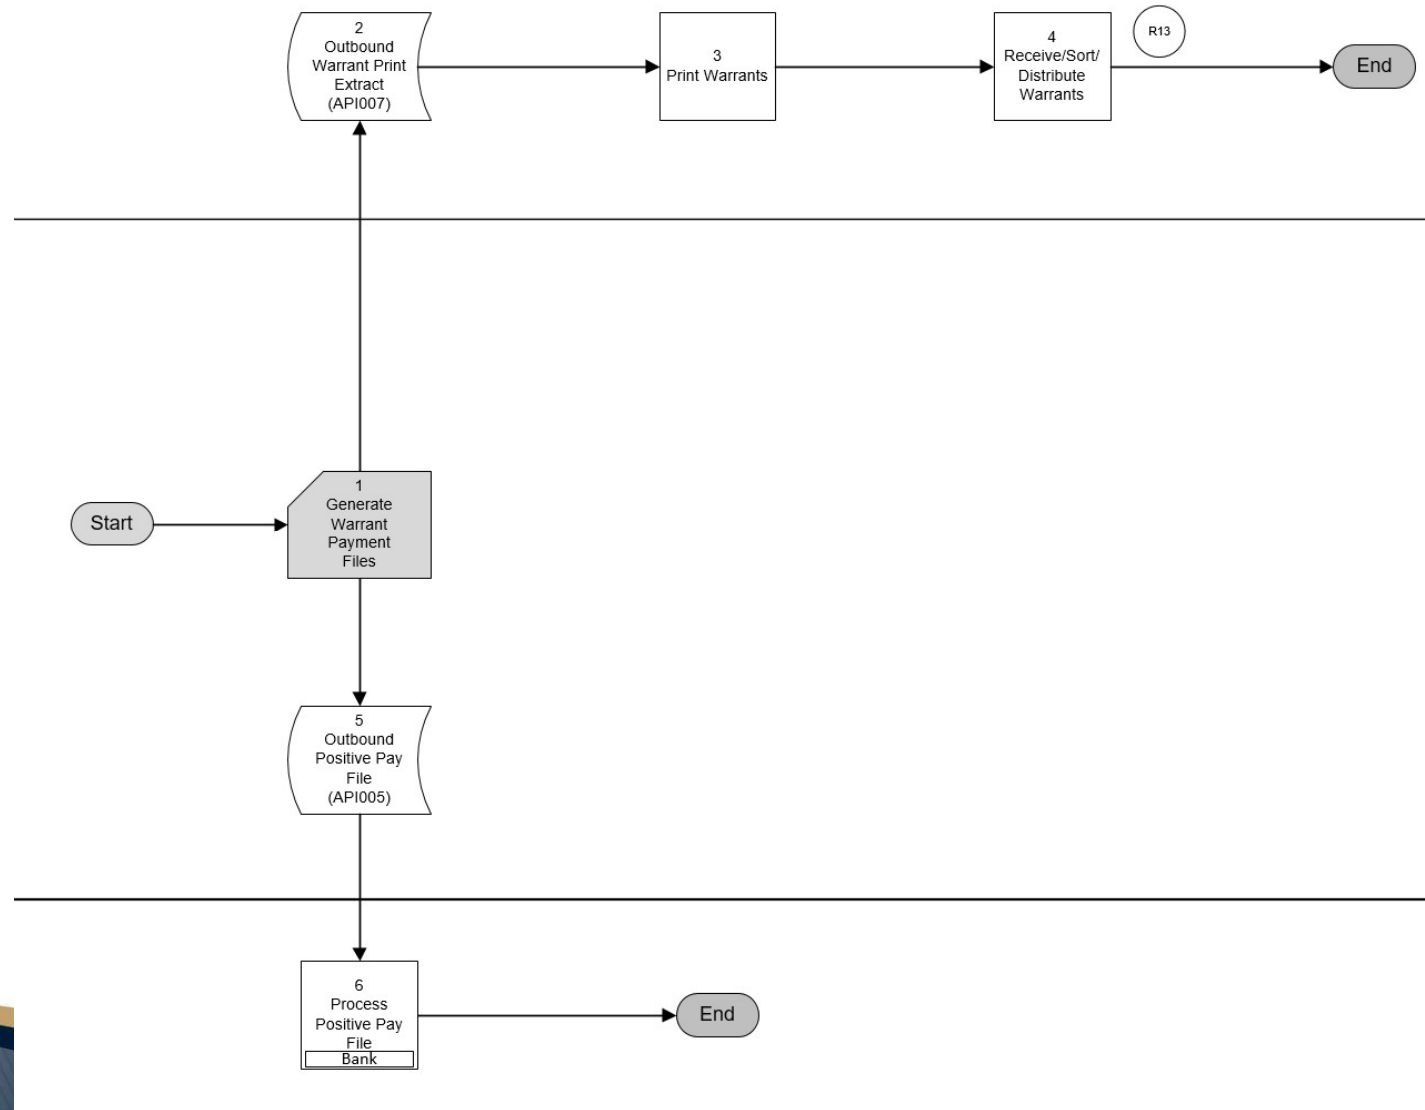 2
Outbound
Warrant Print
Extract
(API007)
3
Print Warrants
4
Receive/Sort/
Distribute
Warrants
R13
End
Start
1
Generate
Warrant
Payment
Files
5
Outbound
Positive Pay
File
(API005)
6
Process
Positive Pay
File
Bank
End